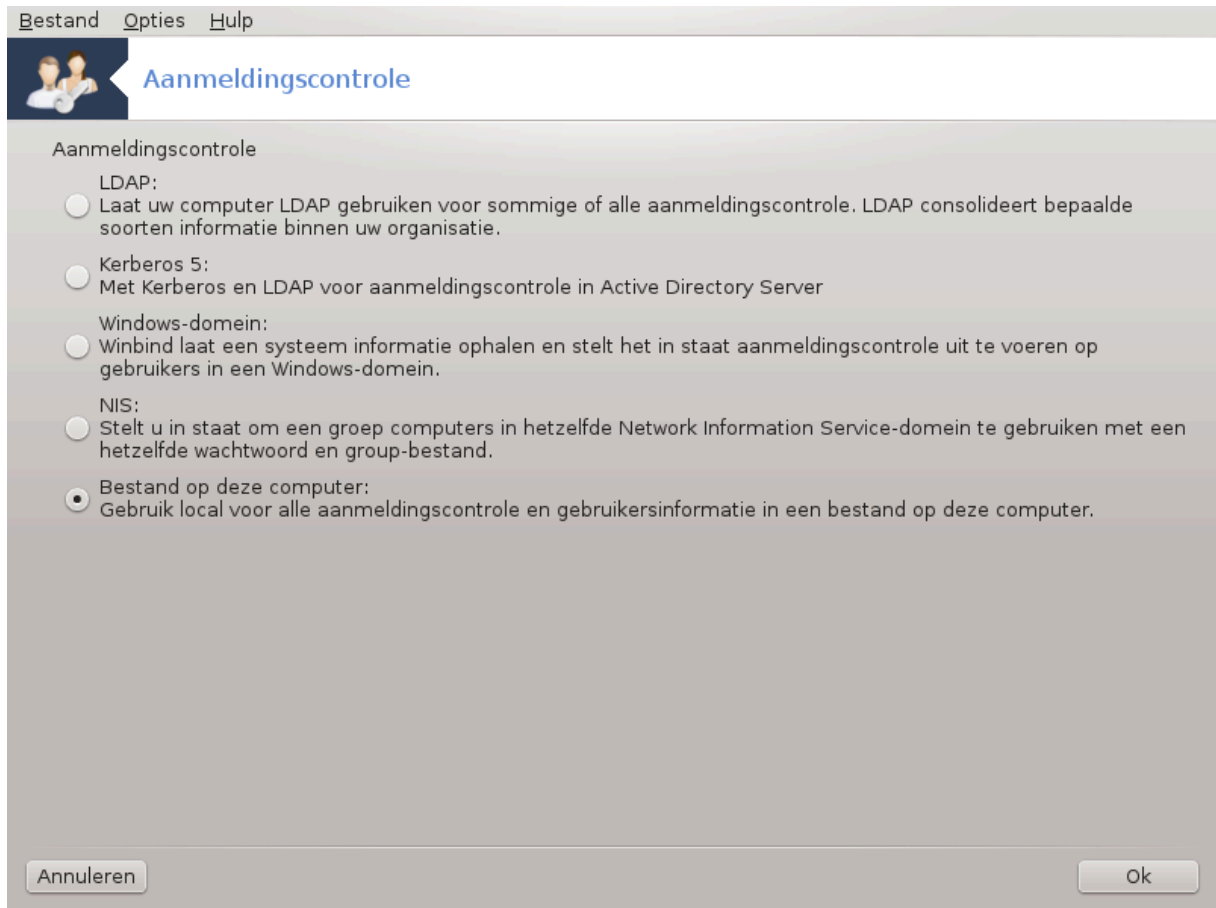 Bestand Opties Hulp
Aanmeldingscontrole
Aanmeldingscontrole
LDAP:
Laat uw computer LDAP gebruiken voor sommige of alle aanmeldingscontrole. LDAP consolideert bepaalde
soorten informatie binnen uw organisatie.
Kerberos 5:
Met Kerberos en LDAP voor aanmeldingscontrole in Active Directory Server
Windows-domein:
Winbind laat een systeem informatie ophalen en stelt het in staat aanmeldingscontrole uit te voeren op
gebruikers in een Windows-domein.
NIS:
Stelt u in staat om een groep computers in hetzelfde Network Information Service-domein te gebruiken met een
hetzelfde wachtwoord en group-bestand.
Bestand op deze computer:
Gebruik local voor alle aanmeldingscontrole en gebruikersinformatie in een bestand op deze computer.
Annuleren Ok